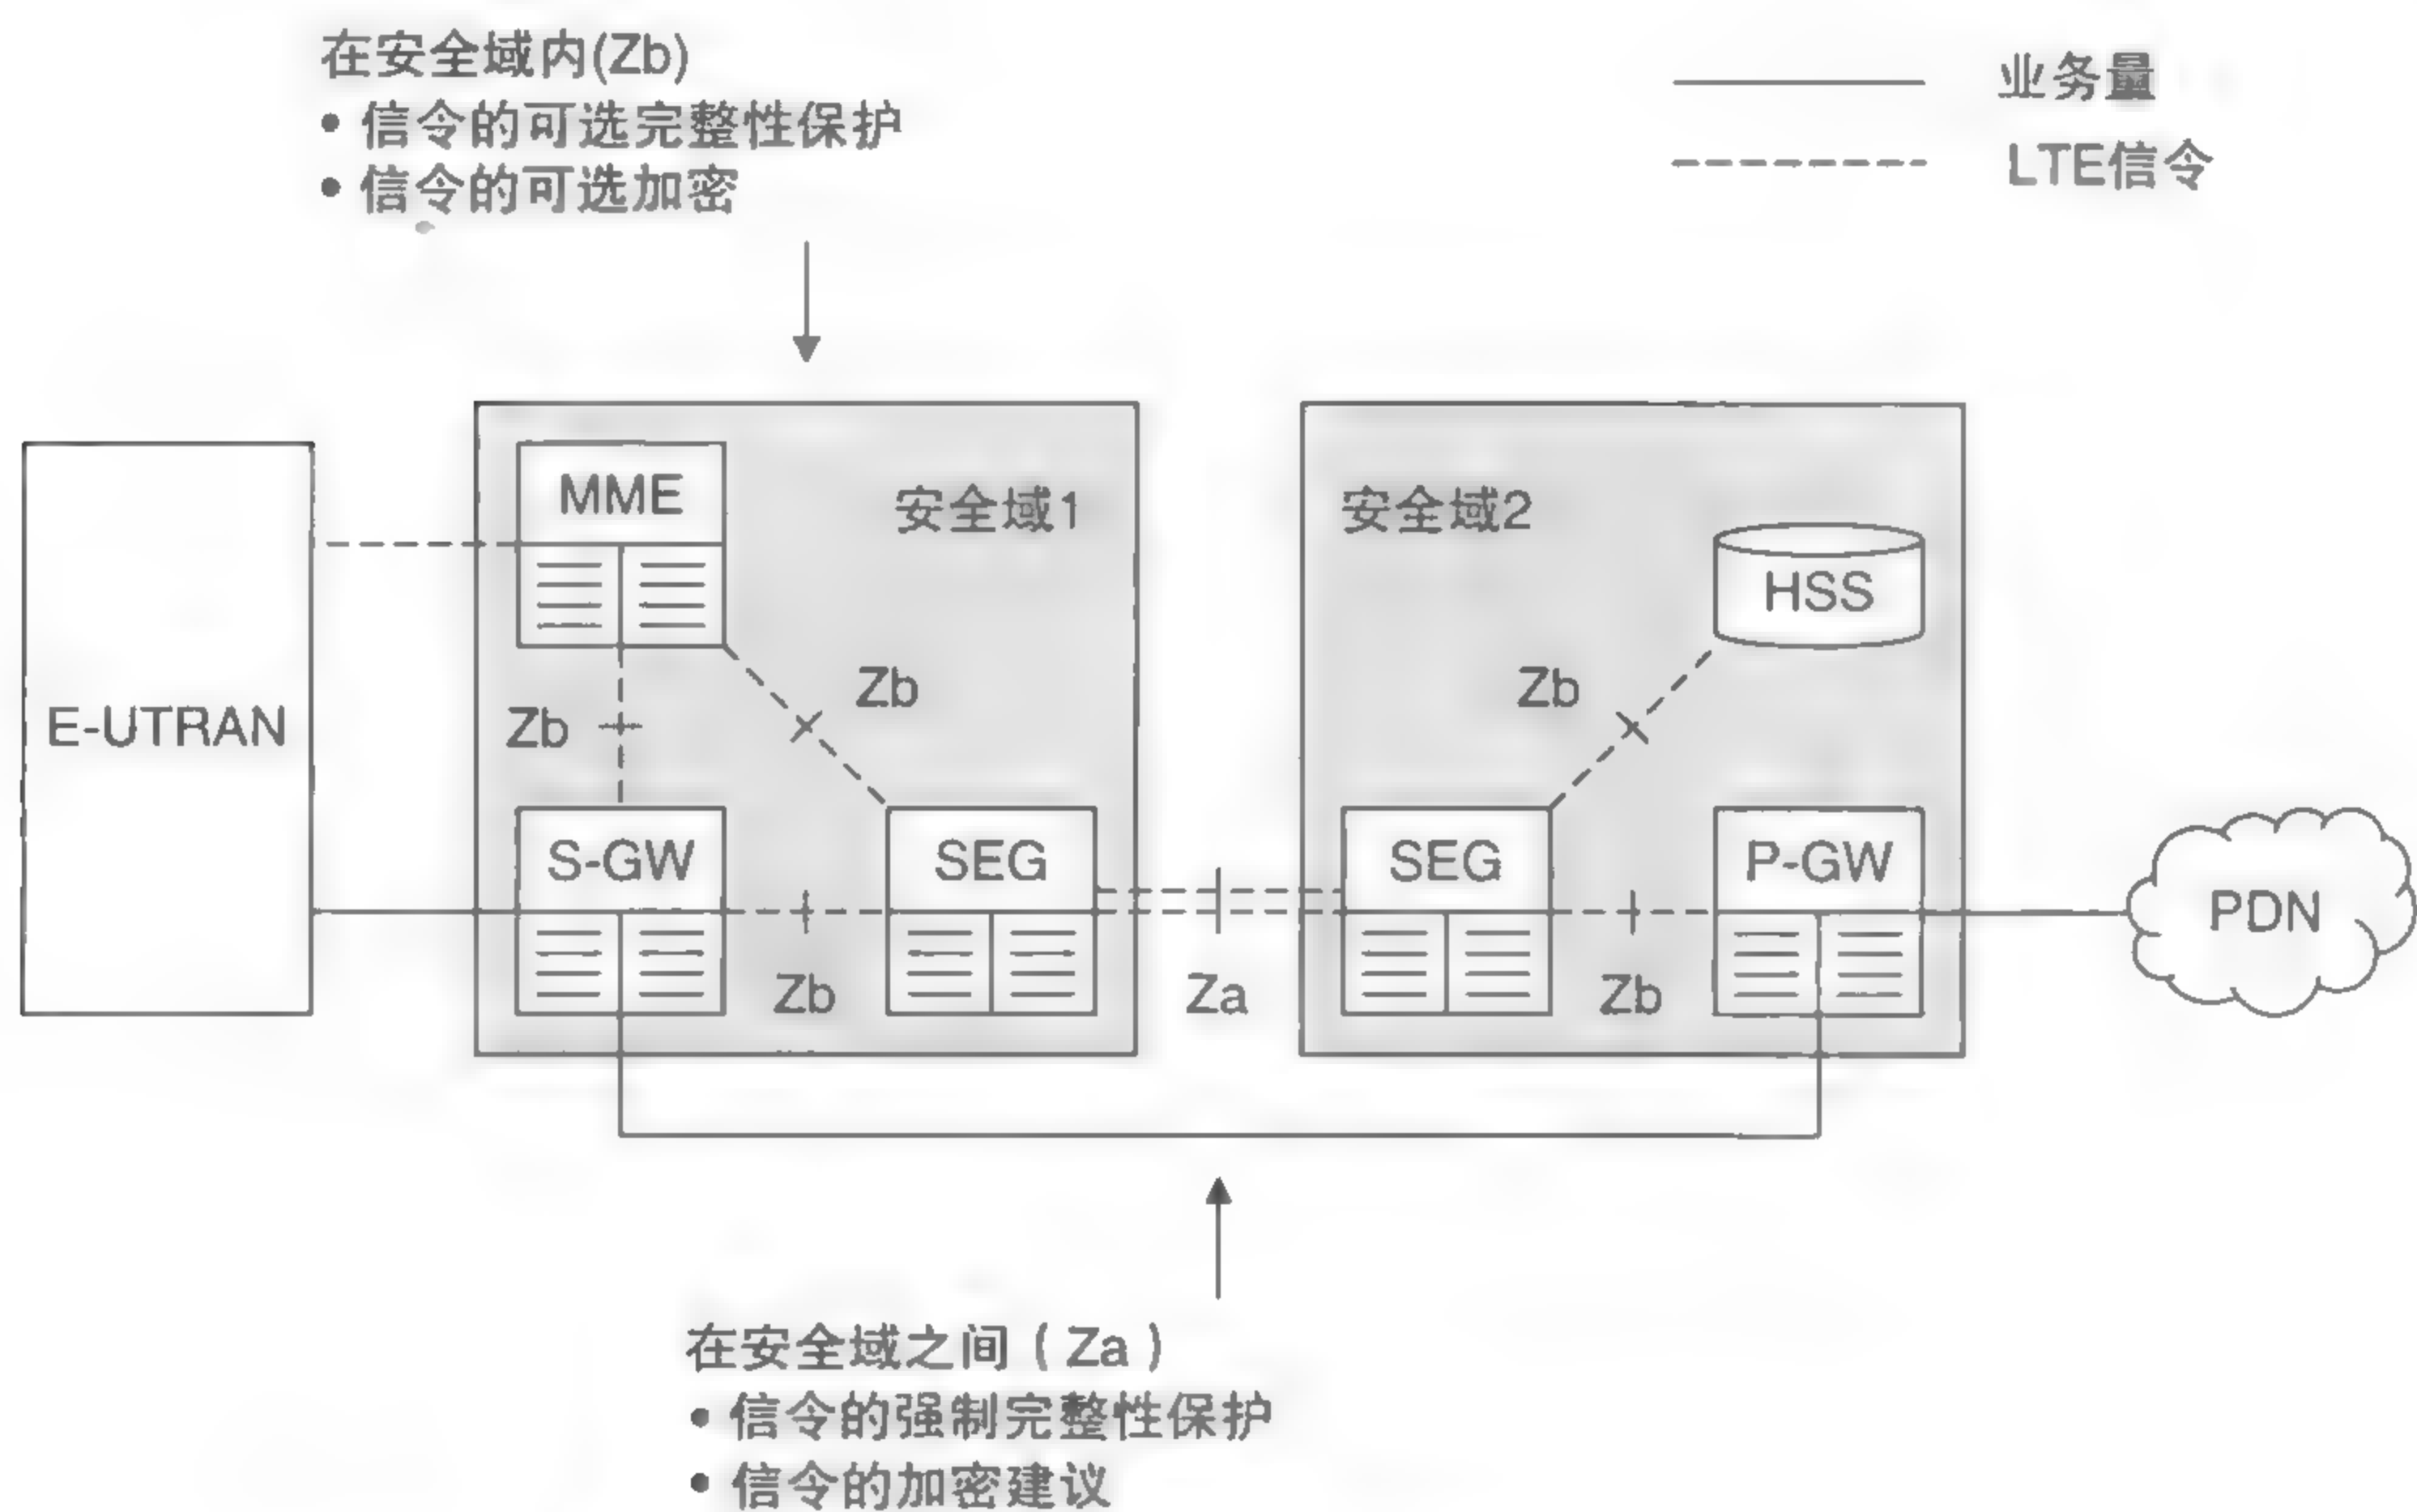 在安全域内(Zb)
• 信令的可选完整性保护
• 信令的可选加密
业务量
LTE信令
MME
安全域1
安全域2
HSS
Zb
Zb
Zb
E-UTRAN
S-GW
SEG
SEG
P-GW
PDN
Zb
Za
Zb
在安全域之间（Za）
• 信令的强制完整性保护
• 信令的加密建议